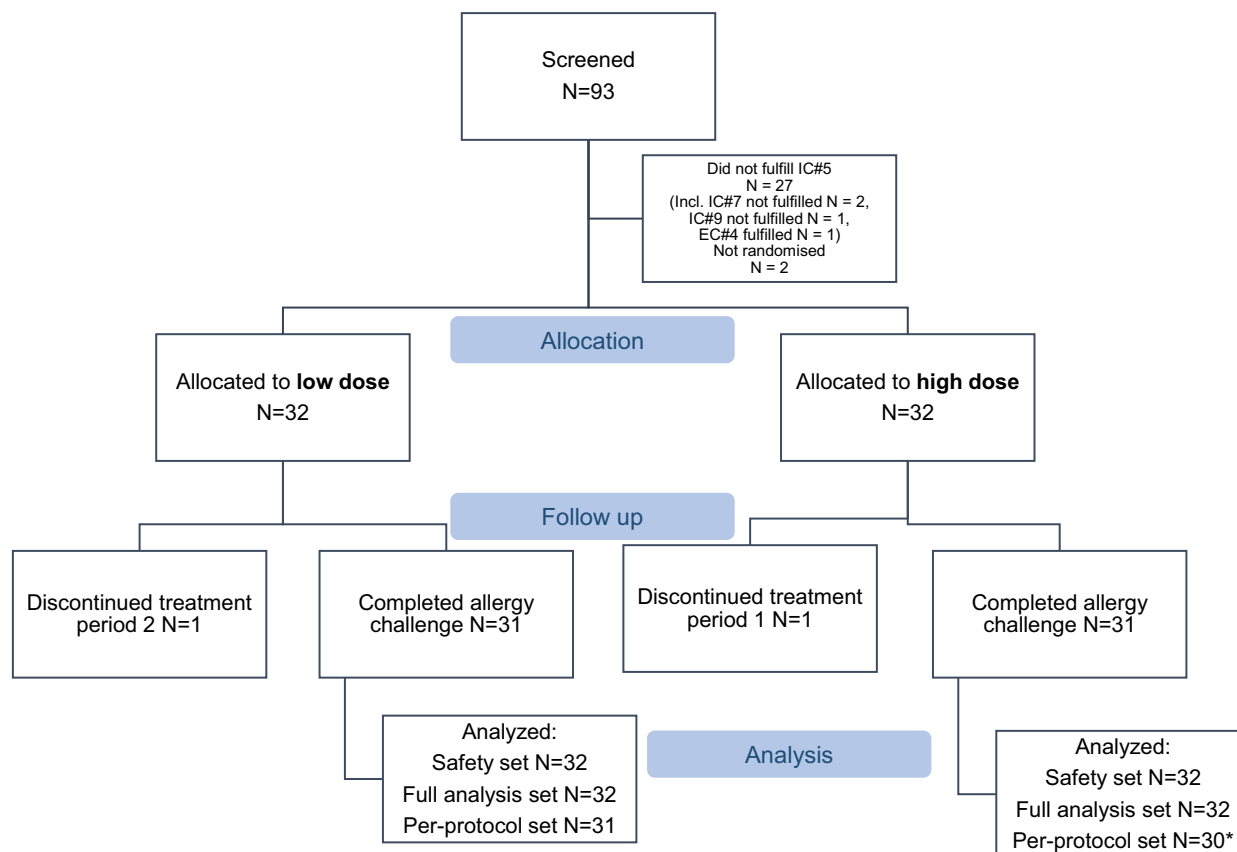 Screened
N=93
Did not fulfill IC#5
N = 27
(Incl. IC#7 not fulfilled N = 2,
IC#9 not fulfilled N = 1,
EC#4 fulfilled N = 1)
Not randomised
N = 2
Allocation
Allocated to low dose
N=32
Allocated to high dose
N=32
Follow up
Discontinued treatment
period 2 N=1
Completed allergy
challenge N=31
Discontinued treatment
period 1 N=1
Completed allergy
challenge N=31
Analysis
Analyzed:
Safety set N=32
Full analysis set N=32
Per-protocol set N=31
Analyzed:
Safety set N=32
Full analysis set N=32
Per-protocol set N=30*